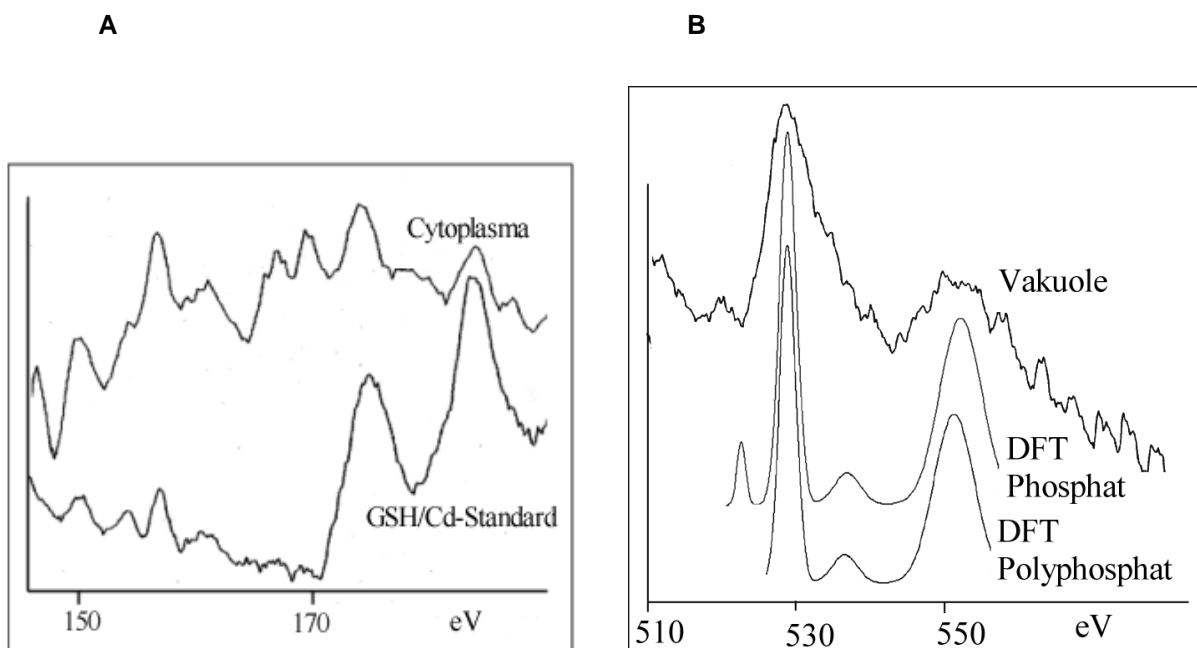 A
B
Cytoplasma
GSH/Cd-Standard
150
170
eV
Vakuole
DFT
Phosphat
DFT
Polyphosphat
510
530
550
eV